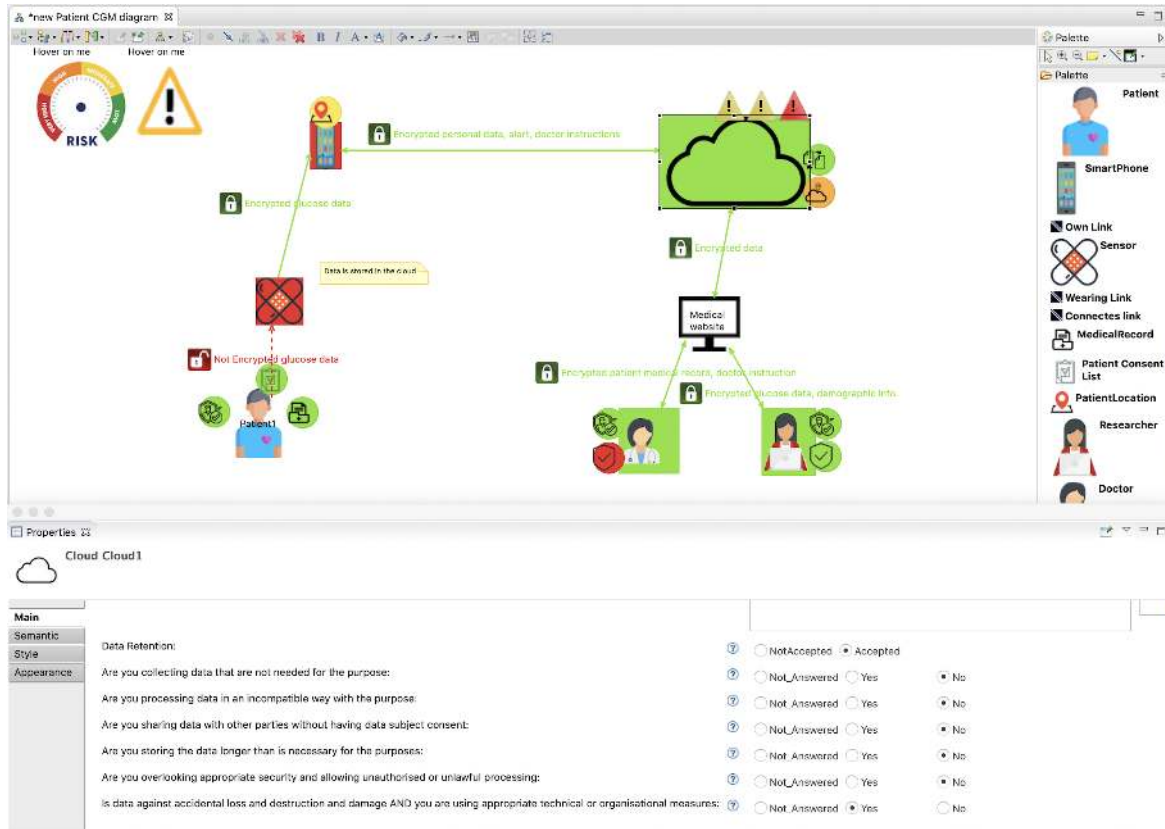 *new Patient CGM diagram
Hover on me
Hover on me
HIGH
MODERATE
VERY HIGH
LOW
RISK
Encrypted personal data, alert, doctor instructions
Encrypted glucose data
Encrypted data
Data is stored in the cloud
Medical
website
Not Encrypted glucose data
Encrypted patient medical record, doctor instruction
Encrypted glucose data, demographic info.
Patient1
Palette
Palette
Patient
SmartPhone
Own Link
Sensor
Wearing Link
Connectes link
MedicalRecord
Patient Consent
List
PatientLocation
Researcher
Doctor
Properties
Cloud Cloud1
Main
Semantic
Style
Appearance
Data Retention: NotAccepted Accepted
Are you collecting data that are not needed for the purpose: Not_Answered Yes No
Are you processing data in an incompatible way with the purpose: Not_Answered Yes No
Are you sharing data with other parties without having data subject consent: Not_Answered Yes No
Are you storing the data longer than is necessary for the purposes: Not_Answered Yes No
Are you overlooking appropriate security and allowing unauthorised or unlawful processing: Not_Answered Yes No
Is data against accidental loss and destruction and damage AND you are using appropriate technical or organisational measures: Not_Answered Yes No